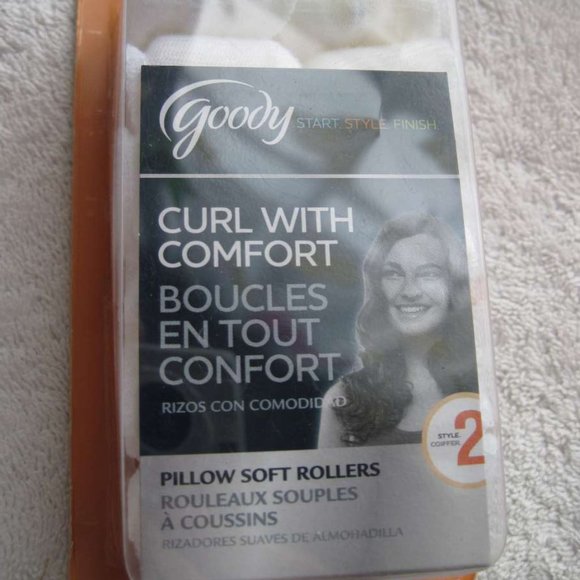 goody START. STYLE. FINISH.
CURL WITH
COMFORT
BOUCLES
EN TOUT
CONFORT
RIZOS CON COMODIDAD
STYLE.
COIFFER.
2
PILLOW SOFT ROLLERS
ROULEAUX SOUPLES
À COUSSINS
RIZADORES SUAVES DE ALMOHADILLA